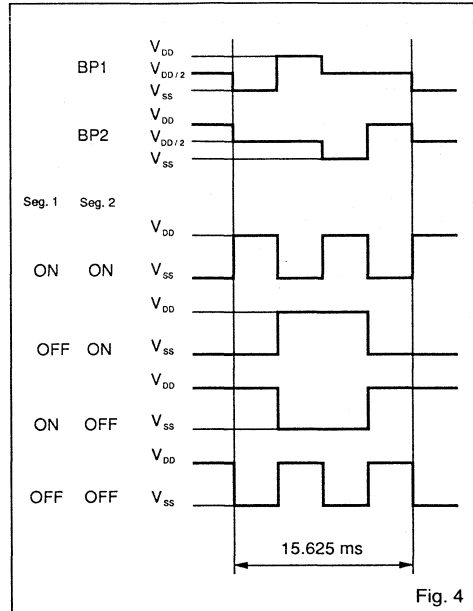 V_DD
BP1 V_DD/2
V_SS
V_DD
BP2 V_DD/2
V_SS
Seg. 1 Seg. 2
V_DD
ON ON V_SS
V_DD
OFF ON V_SS
V_DD
ON OFF V_SS
V_DD
OFF OFF V_SS
15.625 ms
Fig. 4